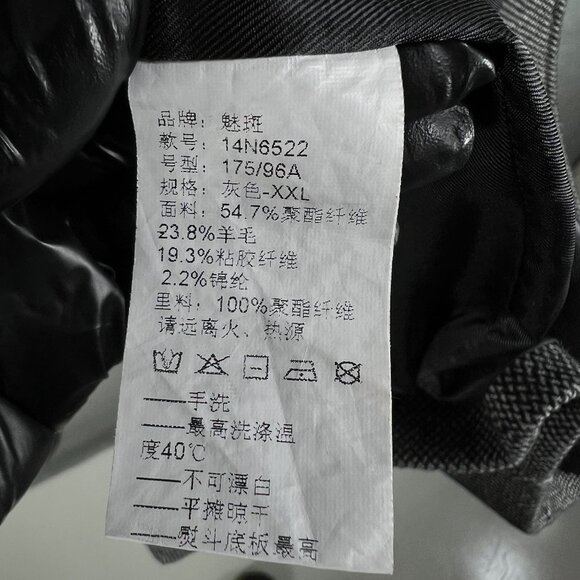 品牌：魅斑
款号：14N6522
号型：175/96A
规格：灰色-XXL
面料：54.7%聚酯纤维
23.8%羊毛
19.3%粘胶纤维
2.2%锦纶
里料：100%聚酯纤维
请远离火、热源
——手洗
——最高洗涤温
度40℃
——不可漂白
——平摊晾干
——熨斗底板最高